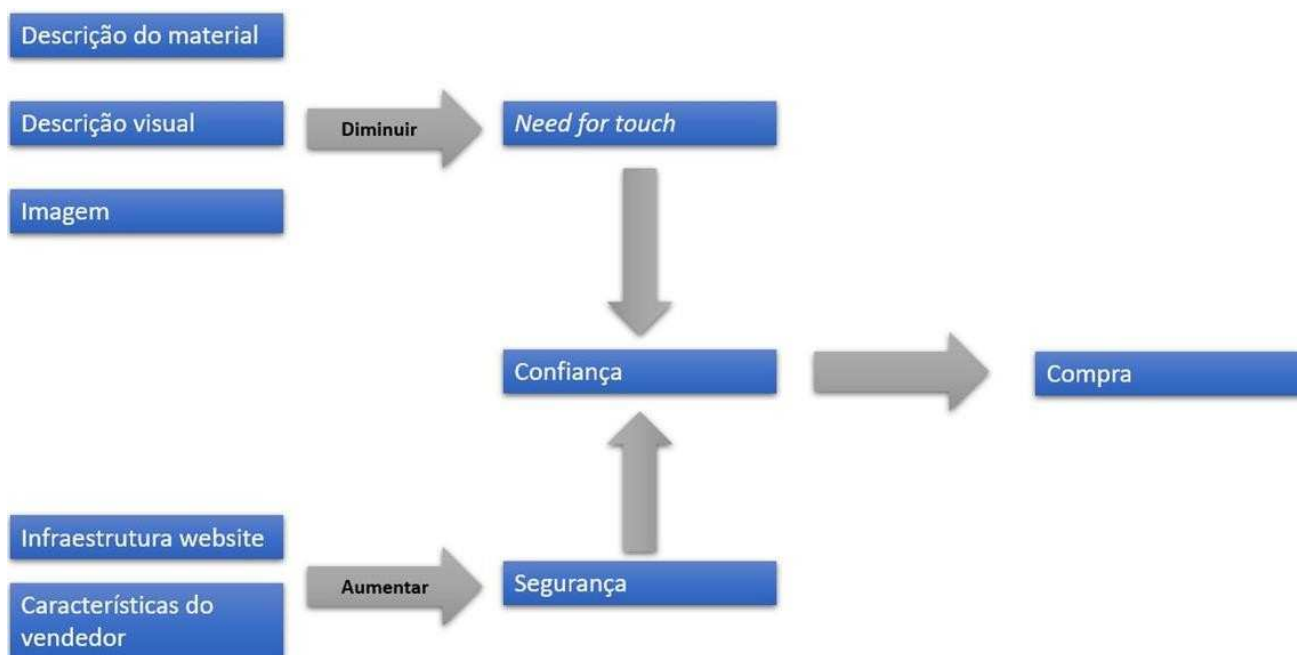 Descrição do material
Descrição visual
Diminuir
Need for touch
Imagem
Confiança
Compra
Infraestrutura website
Aumentar
Segurança
Características do
vendedor